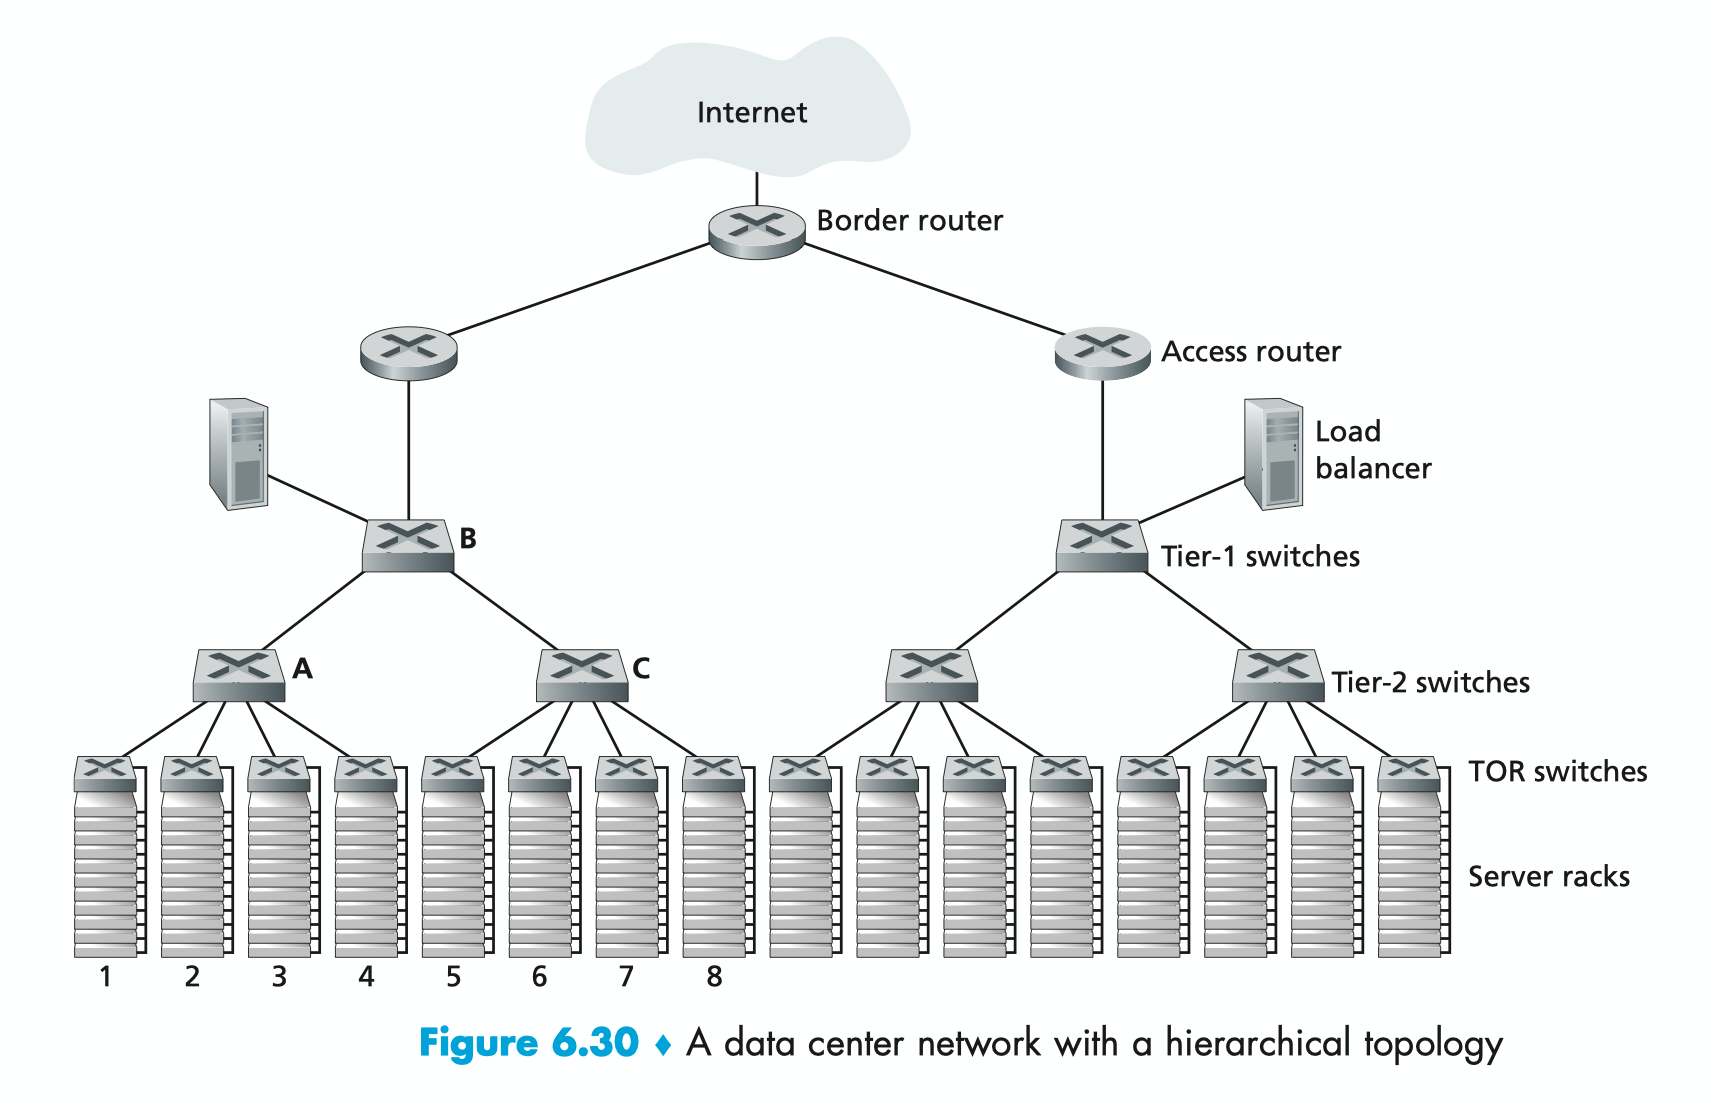 Internet
Border router
Access router
Load
balancer
B
Tier-1 switches
A
C
Tier-2 switches
TOR switches
Server racks
1 2 3 4 5 6 7 8
Figure 6.30 ♦ A data center network with a hierarchical topology